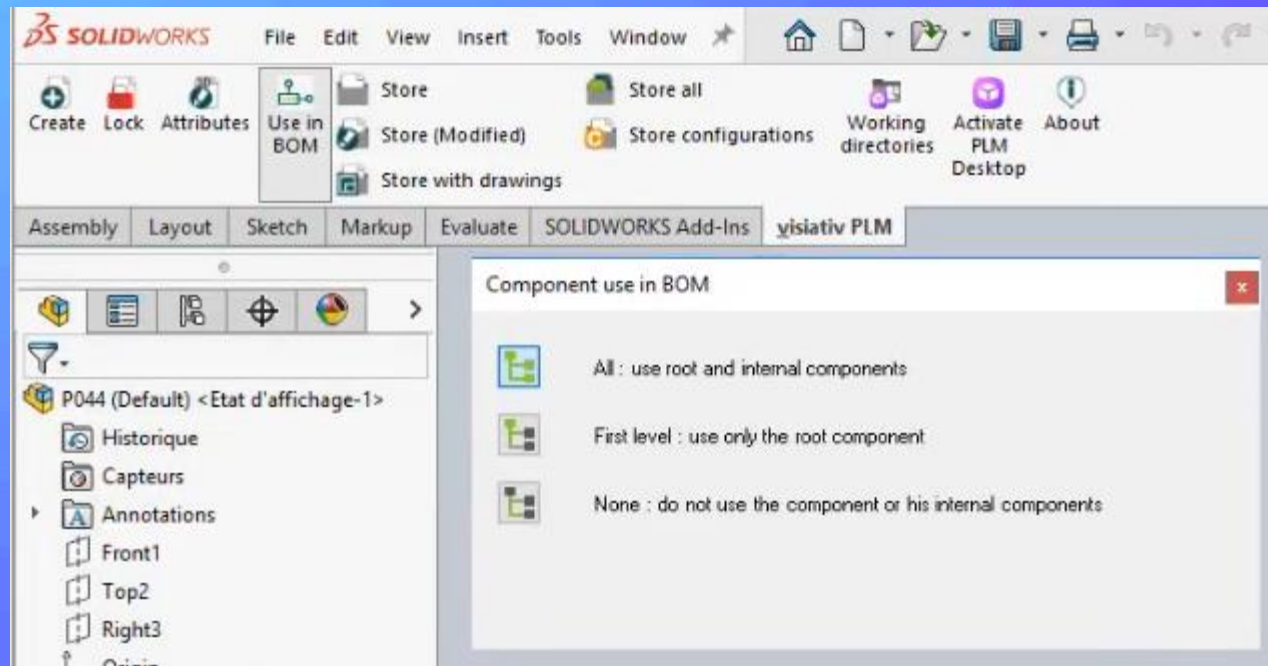 SOLIDWORKS File Edit View Insert Tools Window
Create Lock Attributes Use in BOM Store Store all Working directories Activate PLM Desktop About
Store (Modified) Store configurations
Store with drawings
Assembly Layout Sketch Markup Evaluate SOLIDWORKS Add-Ins visiativ PLM
Component use in BOM
All : use root and internal components
First level : use only the root component
None : do not use the component or his internal components
P044 (Default) <Etat d'affichage-1>
Historique
Capteurs
Annotations
Front1
Top2
Right3
Origin